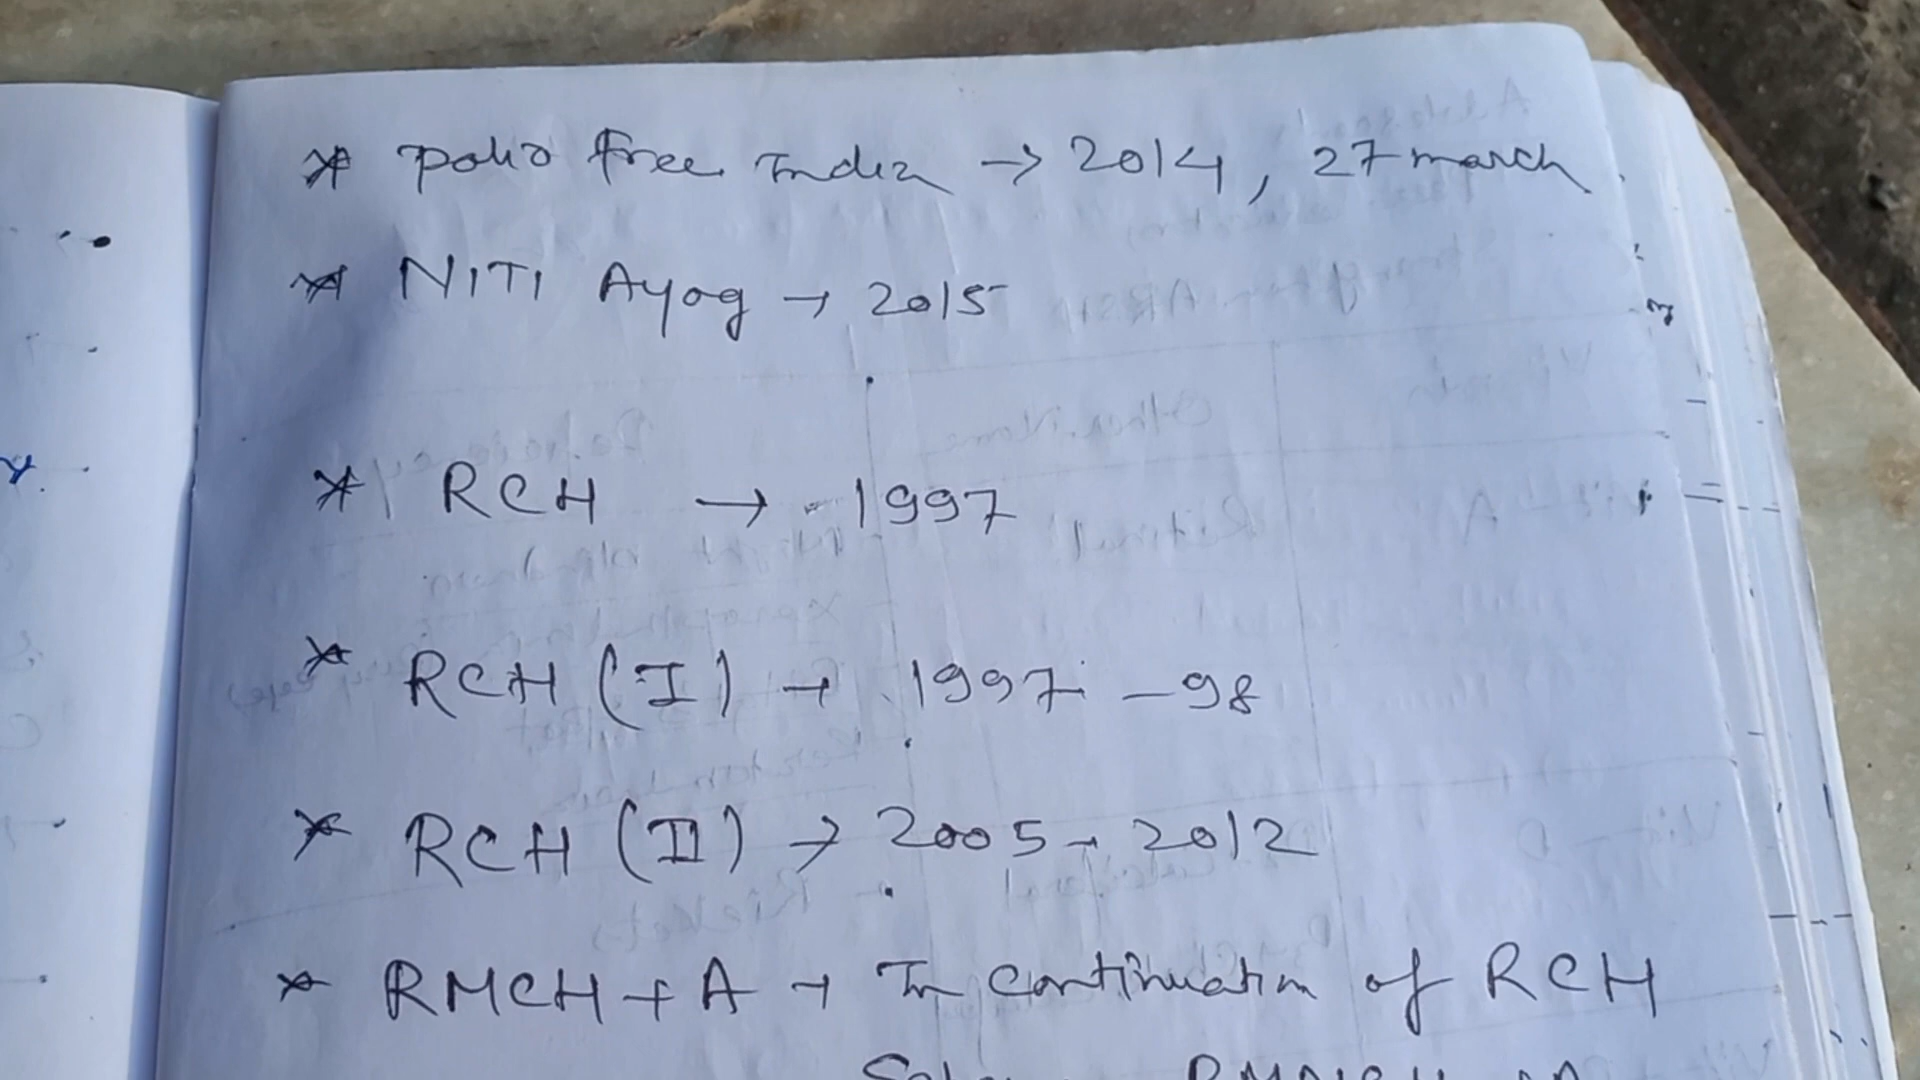 * Polio free India → 2014, 27 march
* NITI Ayog → 2015
* RCH → 1997
* RCH (I) → 1997 - 98
* RCH (II) → 2005 - 2012
* RMCH + A → In continuation of RCH